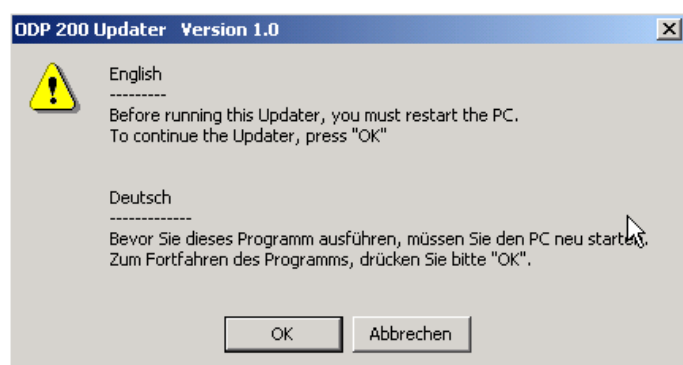 ODP 200 Updater Version 1.0
English
---------
Before running this Updater, you must restart the PC.
To continue the Updater, press "OK"
Deutsch
-------------
Bevor Sie dieses Programm ausführen, müssen Sie den PC neu starten.
Zum Fortfahren des Programms, drücken Sie bitte "OK".
OK Abbrechen